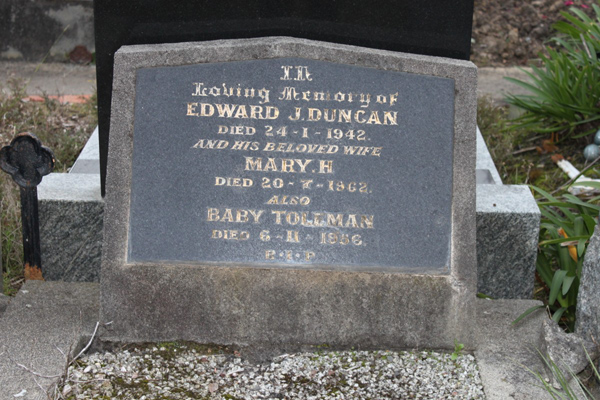 In
Loving Memory of
EDWARD J. DUNCAN
DIED 24-1-1942.
AND HIS BELOVED WIFE
MARY. H
DIED 20- -1962.
ALSO
BABY TOLLMAN
DIED 6-11-1956.
R·I·P